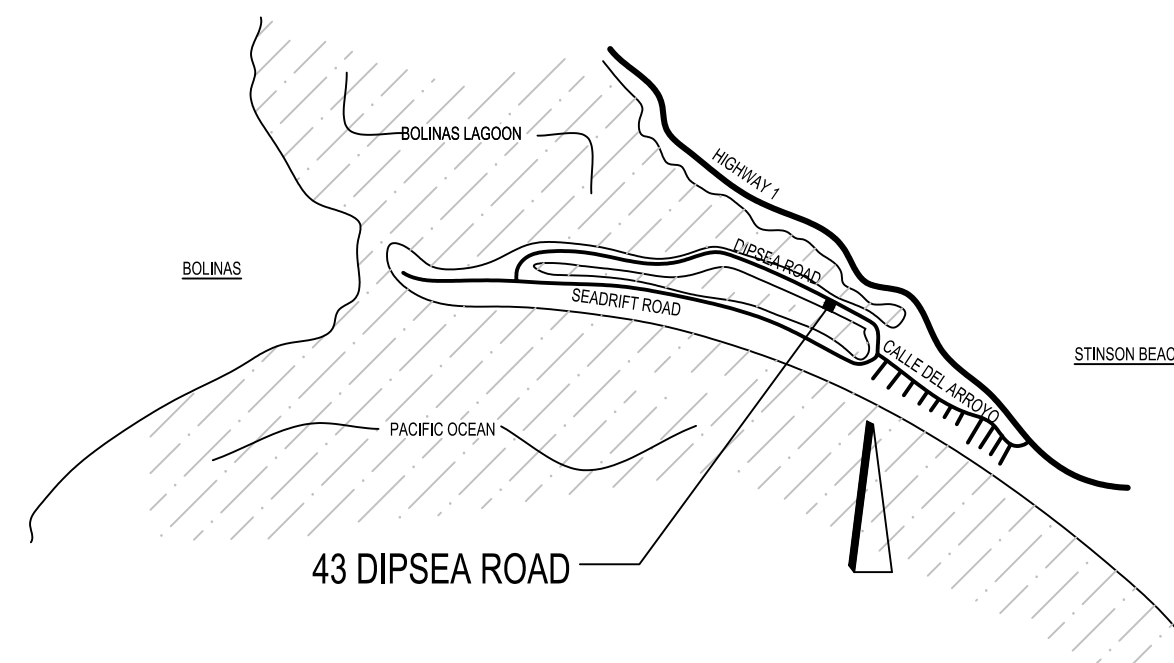 BOLINAS LAGOON
HIGHWAY 1
DIPSEA ROAD
BOLINAS
SEADRIFT ROAD
STINSON BEAC
CALLE DEL ARROYO
PACIFIC OCEAN
43 DIPSEA ROAD